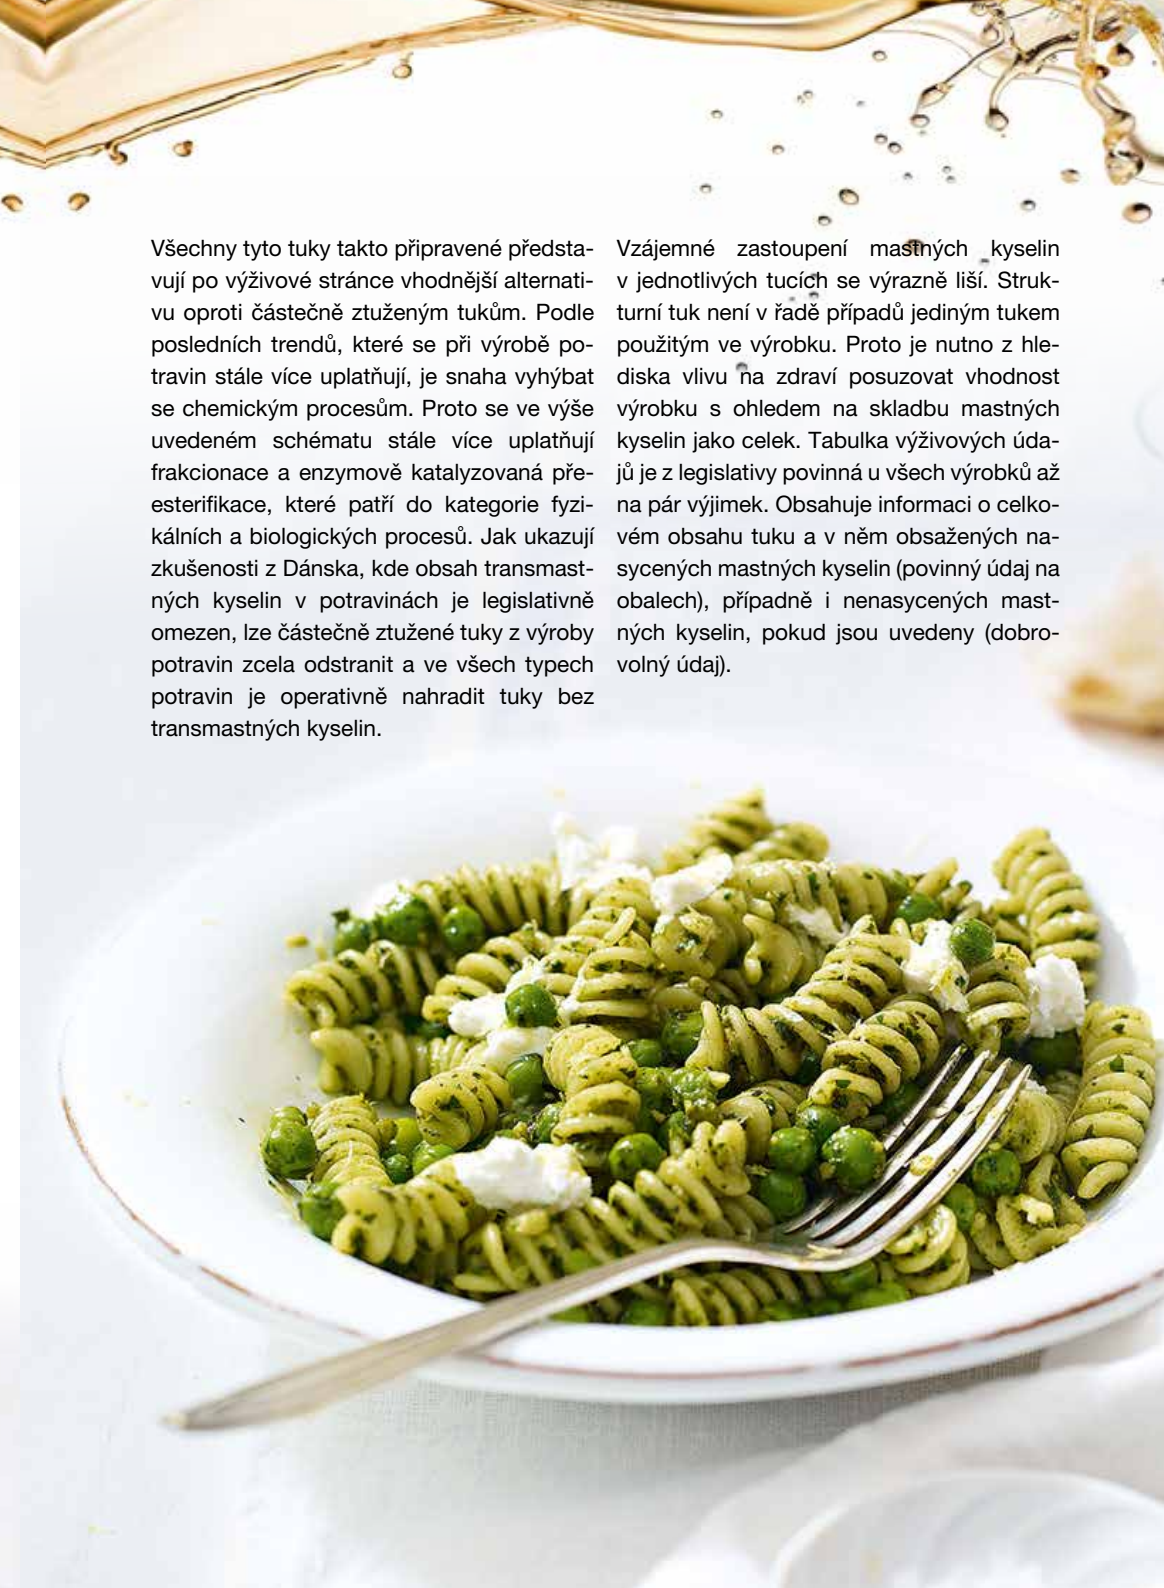 Všechny tyto tuky takto připravené předsta-
vují po výživové stránce vhodnější alternati-
vu oproti částečně ztuženým tukům. Podle
posledních trendů, které se při výrobě po-
travin stále více uplatňují, je snaha vyhýbat
se chemickým procesům. Proto se ve výše
uvedeném schématu stále více uplatňují
frakcionace a enzymově katalyzovaná pře-
esterifikace, které patří do kategorie fyzi-
kálních a biologických procesů. Jak ukazují
zkušenosti z Dánska, kde obsah transmast-
ných kyselin v potravinách je legislativně
omezen, lze částečně ztužené tuky z výroby
potravin zcela odstranit a ve všech typech
potravin je operativně nahradit tuky bez
transmastných kyselin.
Vzájemné zastoupení mastných kyselin
v jednotlivých tucích se výrazně liší. Struk-
turní tuk není v řadě případů jediným tukem
použitým ve výrobku. Proto je nutno z hle-
diska vlivu na zdraví posuzovat vhodnost
výrobku s ohledem na skladbu mastných
kyselin jako celek. Tabulka výživových úda-
jů je z legislativy povinná u všech výrobků až
na pár výjimek. Obsahuje informaci o celko-
vém obsahu tuku a v něm obsažených na-
sycených mastných kyselin (povinný údaj na
obalech), případně i nenasycených mast-
ných kyselin, pokud jsou uvedeny (dobro-
volný údaj).